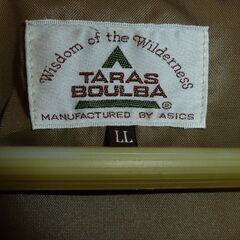 Wisdom of the Wilderness
TARAS
BOULBA
®
MANUFACTURED BY ASICS
LL